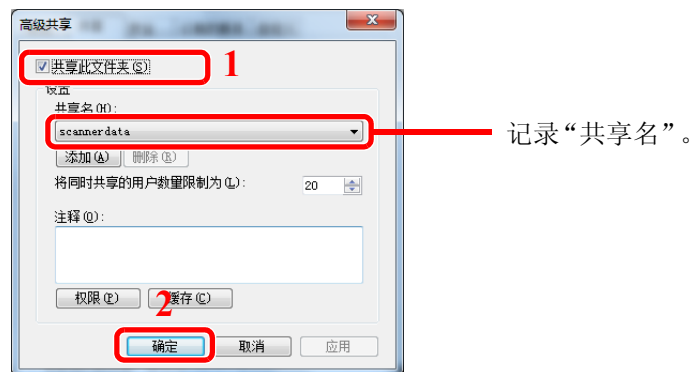 高级共享
共享此文件夹(S)
1
设置
共享名(H):
scannerdata
记录“共享名”。
添加(A) 删除(R)
将同时共享的用户数量限制为(L): 20
注释(O):
权限(P) 缓存(C)
2
确定 取消 应用